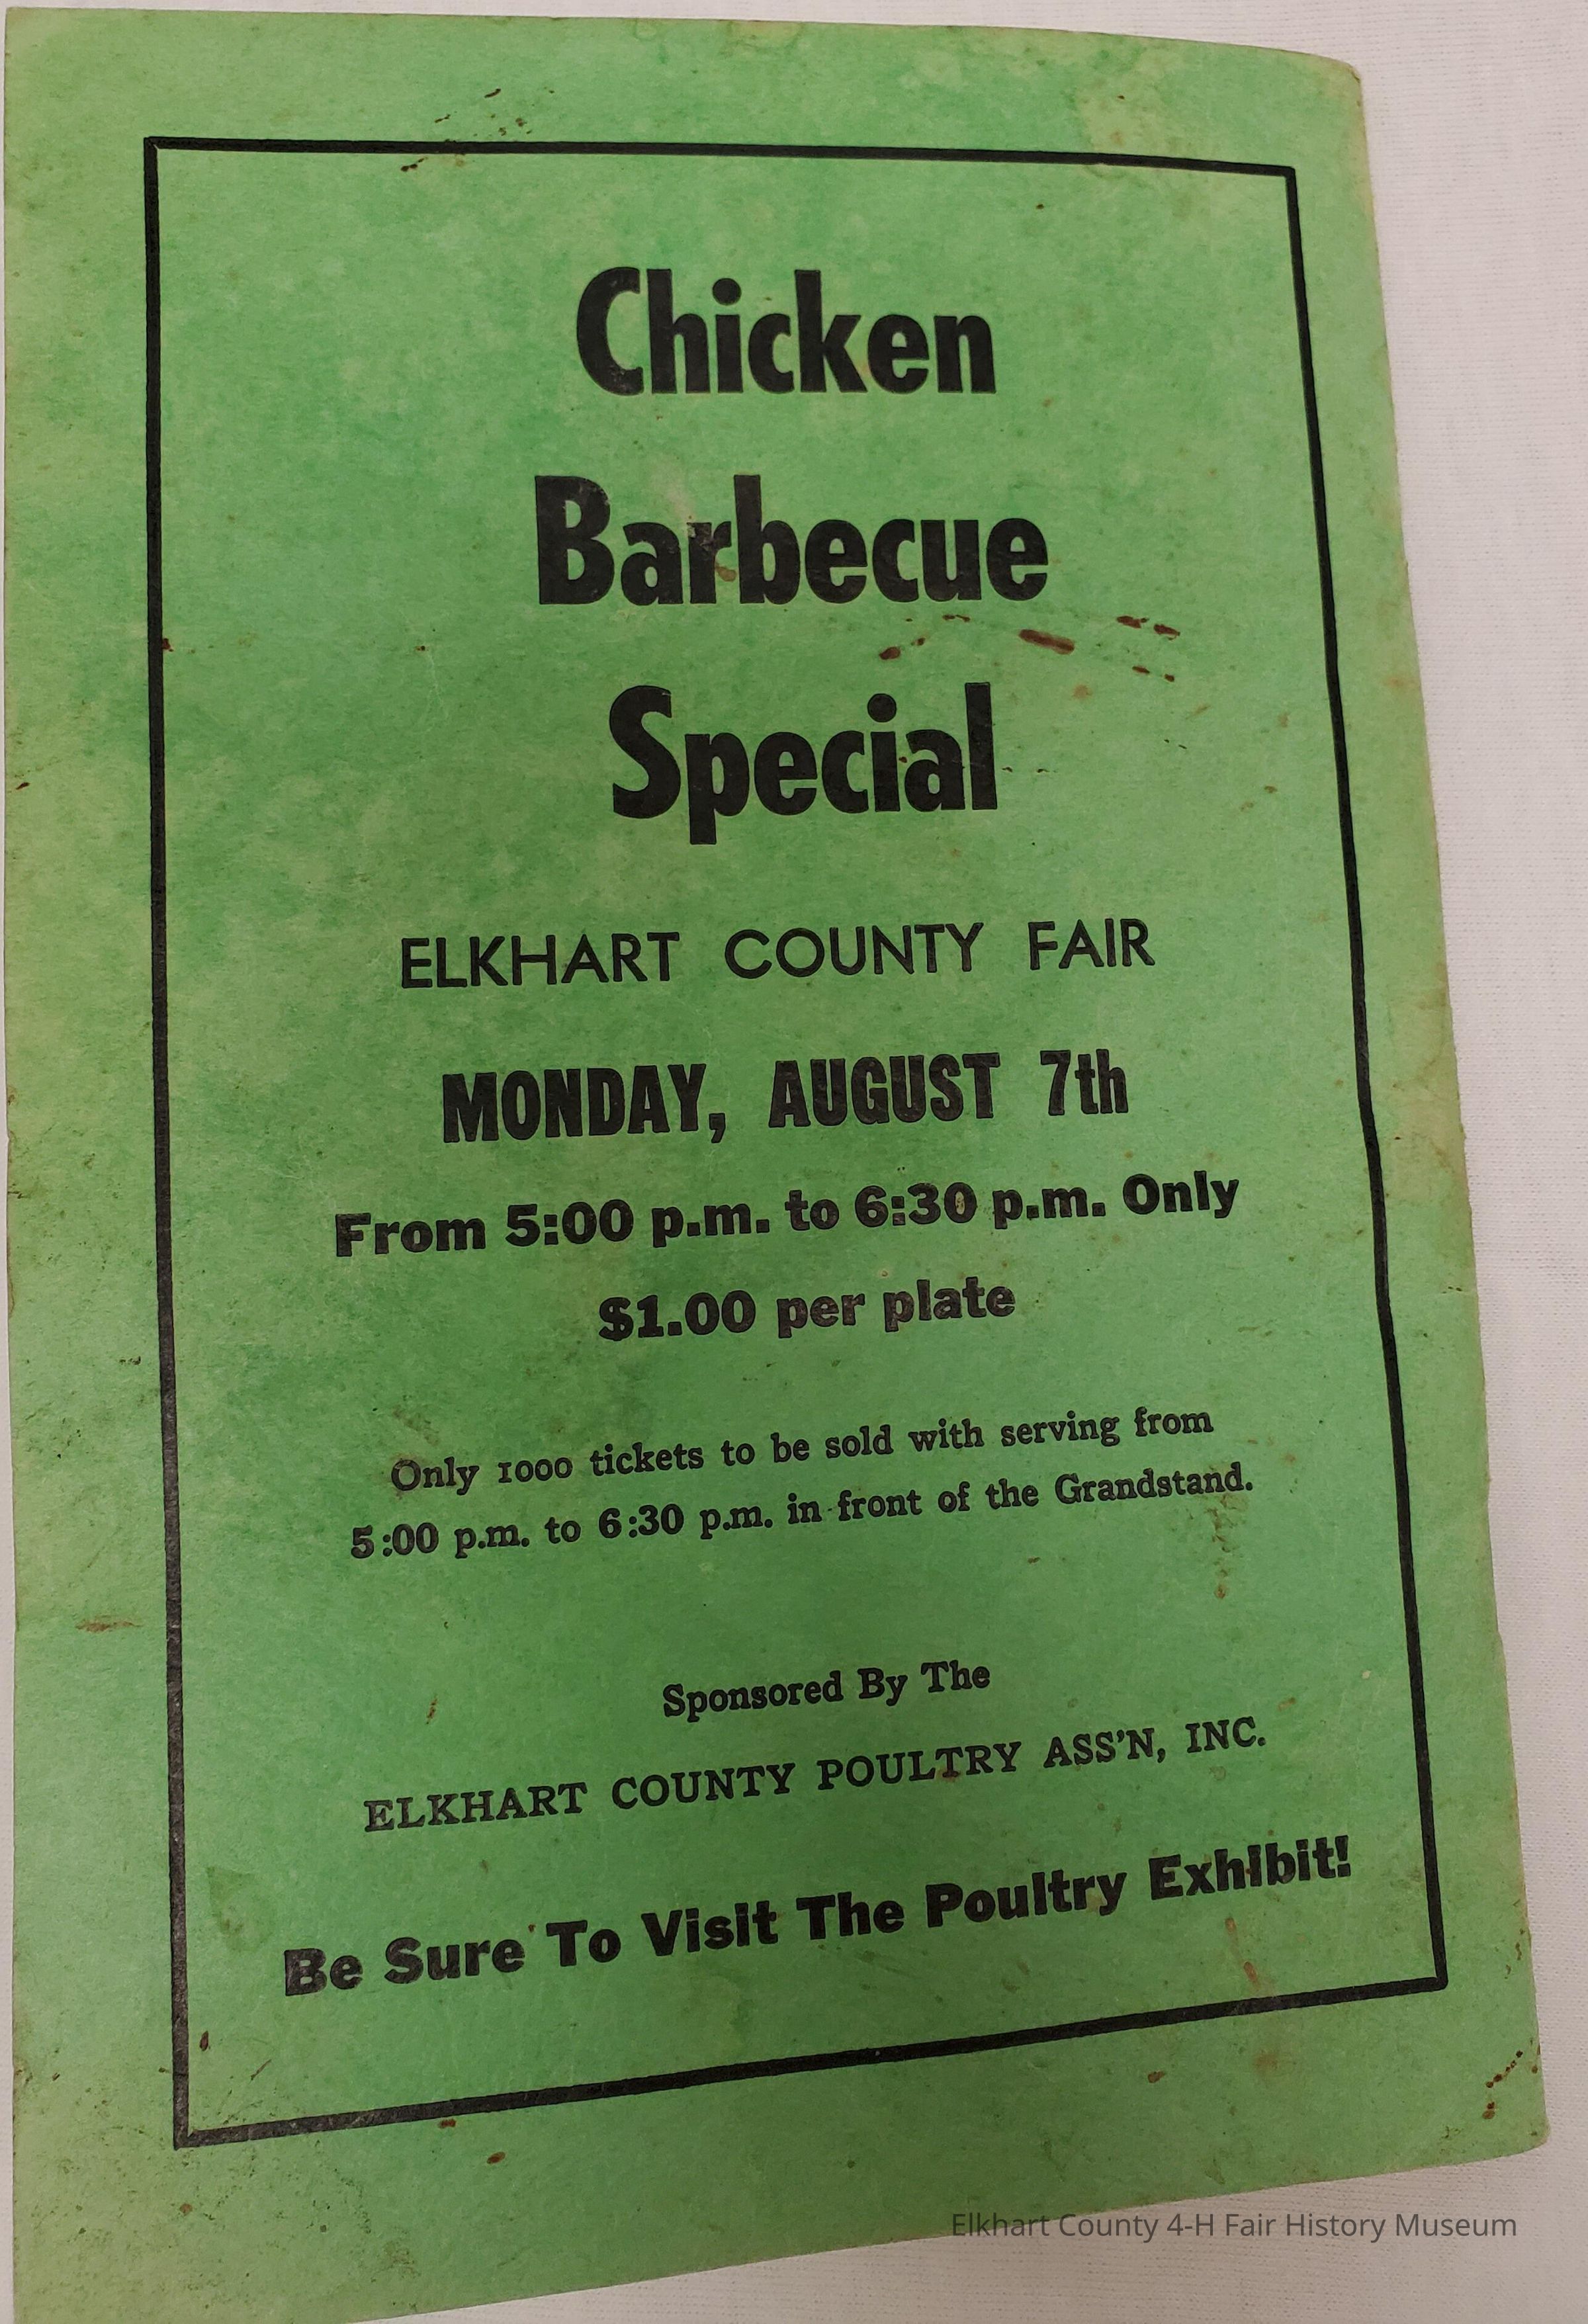 Chicken
Barbecue
Special
ELKHART COUNTY FAIR
MONDAY, AUGUST 7th
From 5:00 p.m. to 6:30 p.m. Only
$1.00 per plate
Only 1000 tickets to be sold with serving from
5:00 p.m. to 6:30 p.m. in front of the Grandstand.
Sponsored By The
ELKHART COUNTY POULTRY ASS'N, INC.
Be Sure To Visit The Poultry Exhibit!
Elkhart County 4-H Fair History Museum